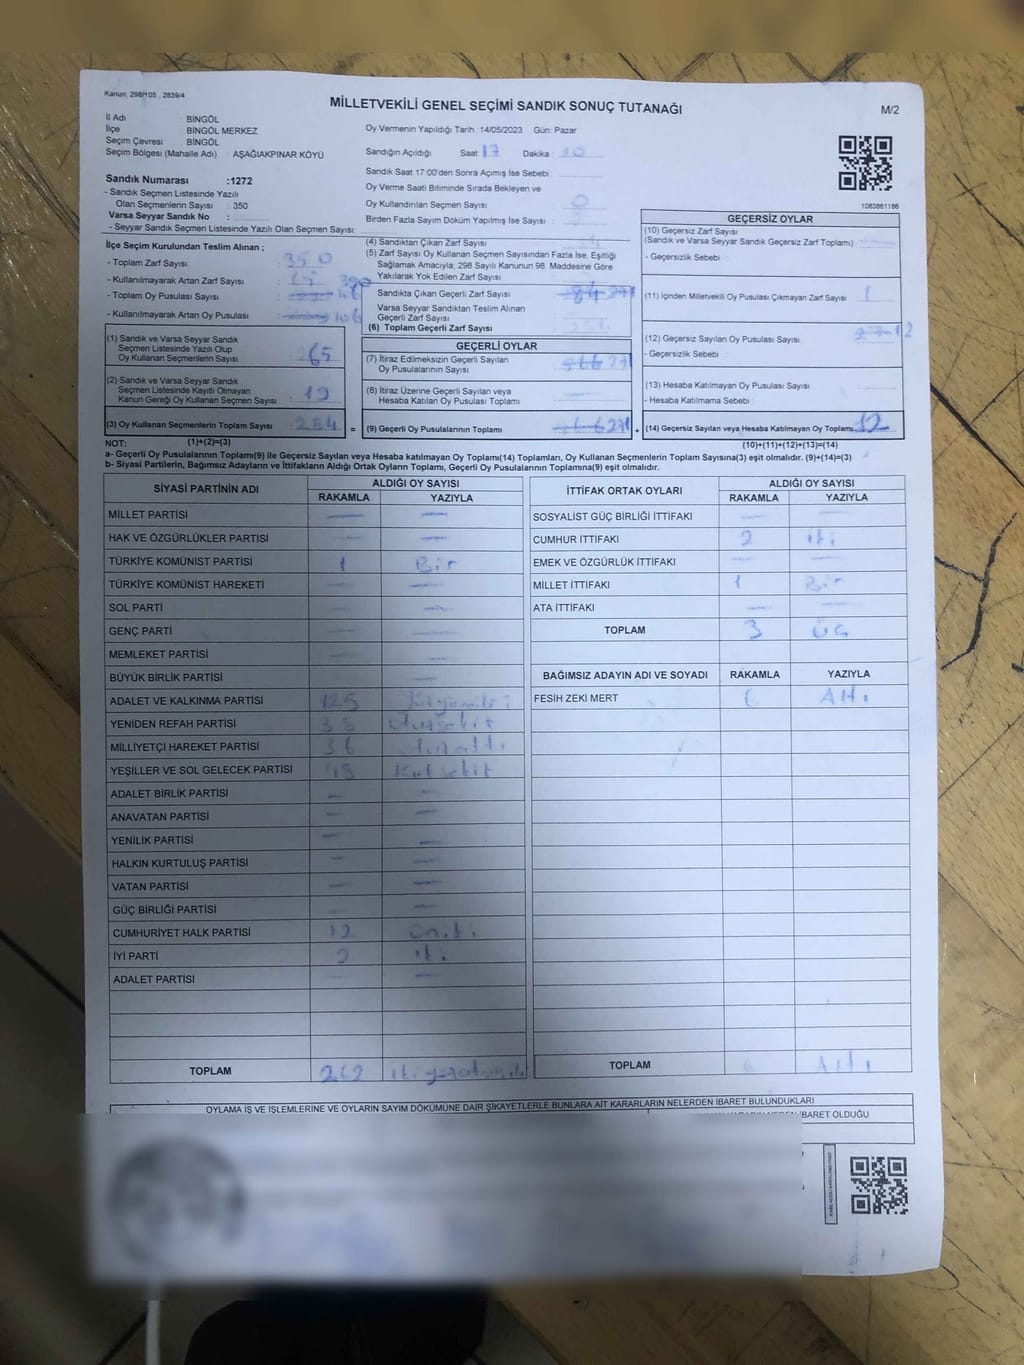 Kanun: 298/105 , 2839/4
MİLLETVEKİLİ GENEL SEÇİMİ SANDIK SONUÇ TUTANAĞI
M/2
İl Adı BİNGÖL
İlçe BİNGÖL MERKEZ
Seçim Çevresi BİNGÖL
Seçim Bölgesi (Mahalle Adı) : AŞAĞIAKPINAR KÖYÜ
Sandık Numarası :1272
- Sandık Seçmen Listesinde Yazılı
Olan Seçmenlerin Sayısı : 350
Varsa Seyyar Sandık No :
- Seyyar Sandık Seçmen Listesinde Yazılı Olan Seçmen Sayısı:
Oy Vermenin Yapıldığı Tarih :14/05/2023 Gün: Pazar
Sandığın Açıldığı Saat 17 Dakika :
Sandık Saat 17:00'den Sonra Açımış İse Sebebi :
Oy Verme Saati Bitiminde Sırada Bekleyen ve
Oy Kullandırılan Seçmen Sayısı : 0
Birden Fazla Sayım Döküm Yapılmış İse Sayısı :
1083861186
İlçe Seçim Kurulundan Teslim Alınan ;
- Toplam Zarf Sayısı : 350
- Kullanılmayarak Artan Zarf Sayısı :
- Toplam Oy Pusulası Sayısı :
- Kullanılmayarak Artan Oy Pusulası :
(1) Sandık ve Varsa Seyyar Sandık
Seçmen Listesinde Yazılı Olup
Oy Kullanan Seçmenlerin Sayısı : 265
(2) Sandık ve Varsa Seyyar Sandık
Seçmen Listesinde Kayıtlı Olmayan
Kanun Gereği Oy Kullanan Seçmen Sayısı : 19
(3) Oy Kullanan Seçmenlerin Toplam Sayısı : 284
(1)+(2)=(3)
(4) Sandıktan Çıkan Zarf Sayısı :
(5) Zarf Sayısı Oy Kullanan Seçmen Sayısından Fazla İse, Eşitliği
Sağlamak Amacıyla; 298 Sayılı Kanunun 98. Maddesine Göre
Yakılarak Yok Edilen Zarf Sayısı :
Sandıkta Çıkan Geçerli Zarf Sayısı :
Varsa Seyyar Sandıktan Teslim Alınan
Geçerli Zarf Sayısı :
(6) Toplam Geçerli Zarf Sayısı :
GEÇERLİ OYLAR
(7) İtiraz Edilmeksizin Geçerli Sayılan
Oy Pusulalarının Sayısı : 271
(8) İtiraz Üzerine Geçerli Sayılan veya
Hesaba Katılan Oy Pusulası Toplamı :
= (9) Geçerli Oy Pusulalarının Toplamı : 271
GEÇERSİZ OYLAR
(10) Geçersiz Zarf Sayısı
(Sandık ve Varsa Seyyar Sandık Geçersiz Zarf Toplamı) :
- Geçersizlik Sebebi :
(11) İçinden Milletvekili Oy Pusulası Çıkmayan Zarf Sayısı : 1
(12) Geçersiz Sayılan Oy Pusulası Sayısı : 12
- Geçersizlik Sebebi :
(13) Hesaba Katılmayan Oy Pusulası Sayısı :
- Hesaba Katılmama Sebebi :
+ (14) Geçersiz Sayılan veya Hesaba Katılmayan Oy Toplamı : 12
(10)+(11)+(12)+(13)=(14)
NOT:
a- Geçerli Oy Pusulalarının Toplamı(9) ile Geçersiz Sayılan veya Hesaba katılmayan Oy Toplamı(14) Toplamları, Oy Kullanan Seçmenlerin Toplam Sayısına(3) eşit olmalıdır. (9)+(14)=(3)
b- Siyasi Partilerin, Bağımsız Adayların ve İttifakların Aldığı Ortak Oyların Toplamı, Geçerli Oy Pusulalarının Toplamına(9) eşit olmalıdır.
SİYASİ PARTİNİN ADI ALDIĞI OY SAYISI
RAKAMLA YAZIYLA
MİLLET PARTİSİ — —
HAK VE ÖZGÜRLÜKLER PARTİSİ — —
TÜRKİYE KOMÜNİST PARTİSİ 1 Bir
TÜRKİYE KOMÜNİST HAREKETİ — —
SOL PARTİ — —
GENÇ PARTİ — —
MEMLEKET PARTİSİ — —
BÜYÜK BİRLİK PARTİSİ — —
ADALET VE KALKINMA PARTİSİ 125
YENİDEN REFAH PARTİSİ 38
MİLLİYETÇİ HAREKET PARTİSİ 36
YEŞİLLER VE SOL GELECEK PARTİSİ 48
ADALET BİRLİK PARTİSİ — —
ANAVATAN PARTİSİ — —
YENİLİK PARTİSİ — —
HALKIN KURTULUŞ PARTİSİ — —
VATAN PARTİSİ — —
GÜÇ BİRLİĞİ PARTİSİ — —
CUMHURİYET HALK PARTİSİ 12 Oniki
İYİ PARTİ 2 iki
ADALET PARTİSİ — —
TOPLAM 262
İTTİFAK ORTAK OYLARI ALDIĞI OY SAYISI
RAKAMLA YAZIYLA
SOSYALİST GÜÇ BİRLİĞİ İTTİFAKI — —
CUMHUR İTTİFAKI 2 iki
EMEK VE ÖZGÜRLÜK İTTİFAKI — —
MİLLET İTTİFAKI 1 Bir
ATA İTTİFAKI — —
TOPLAM 3 Üç
BAĞIMSIZ ADAYIN ADI VE SOYADI RAKAMLA YAZIYLA
FESİH ZEKİ MERT 6 Altı
TOPLAM 6 Altı
OYLAMA İŞ VE İŞLEMLERİNE VE OYLARIN SAYIM DÖKÜMÜNE DAİR ŞİKAYETLERLE BUNLARA AİT KARARLARIN NELERDEN İBARET BULUNDUKLARI
İBARET OLDUĞU